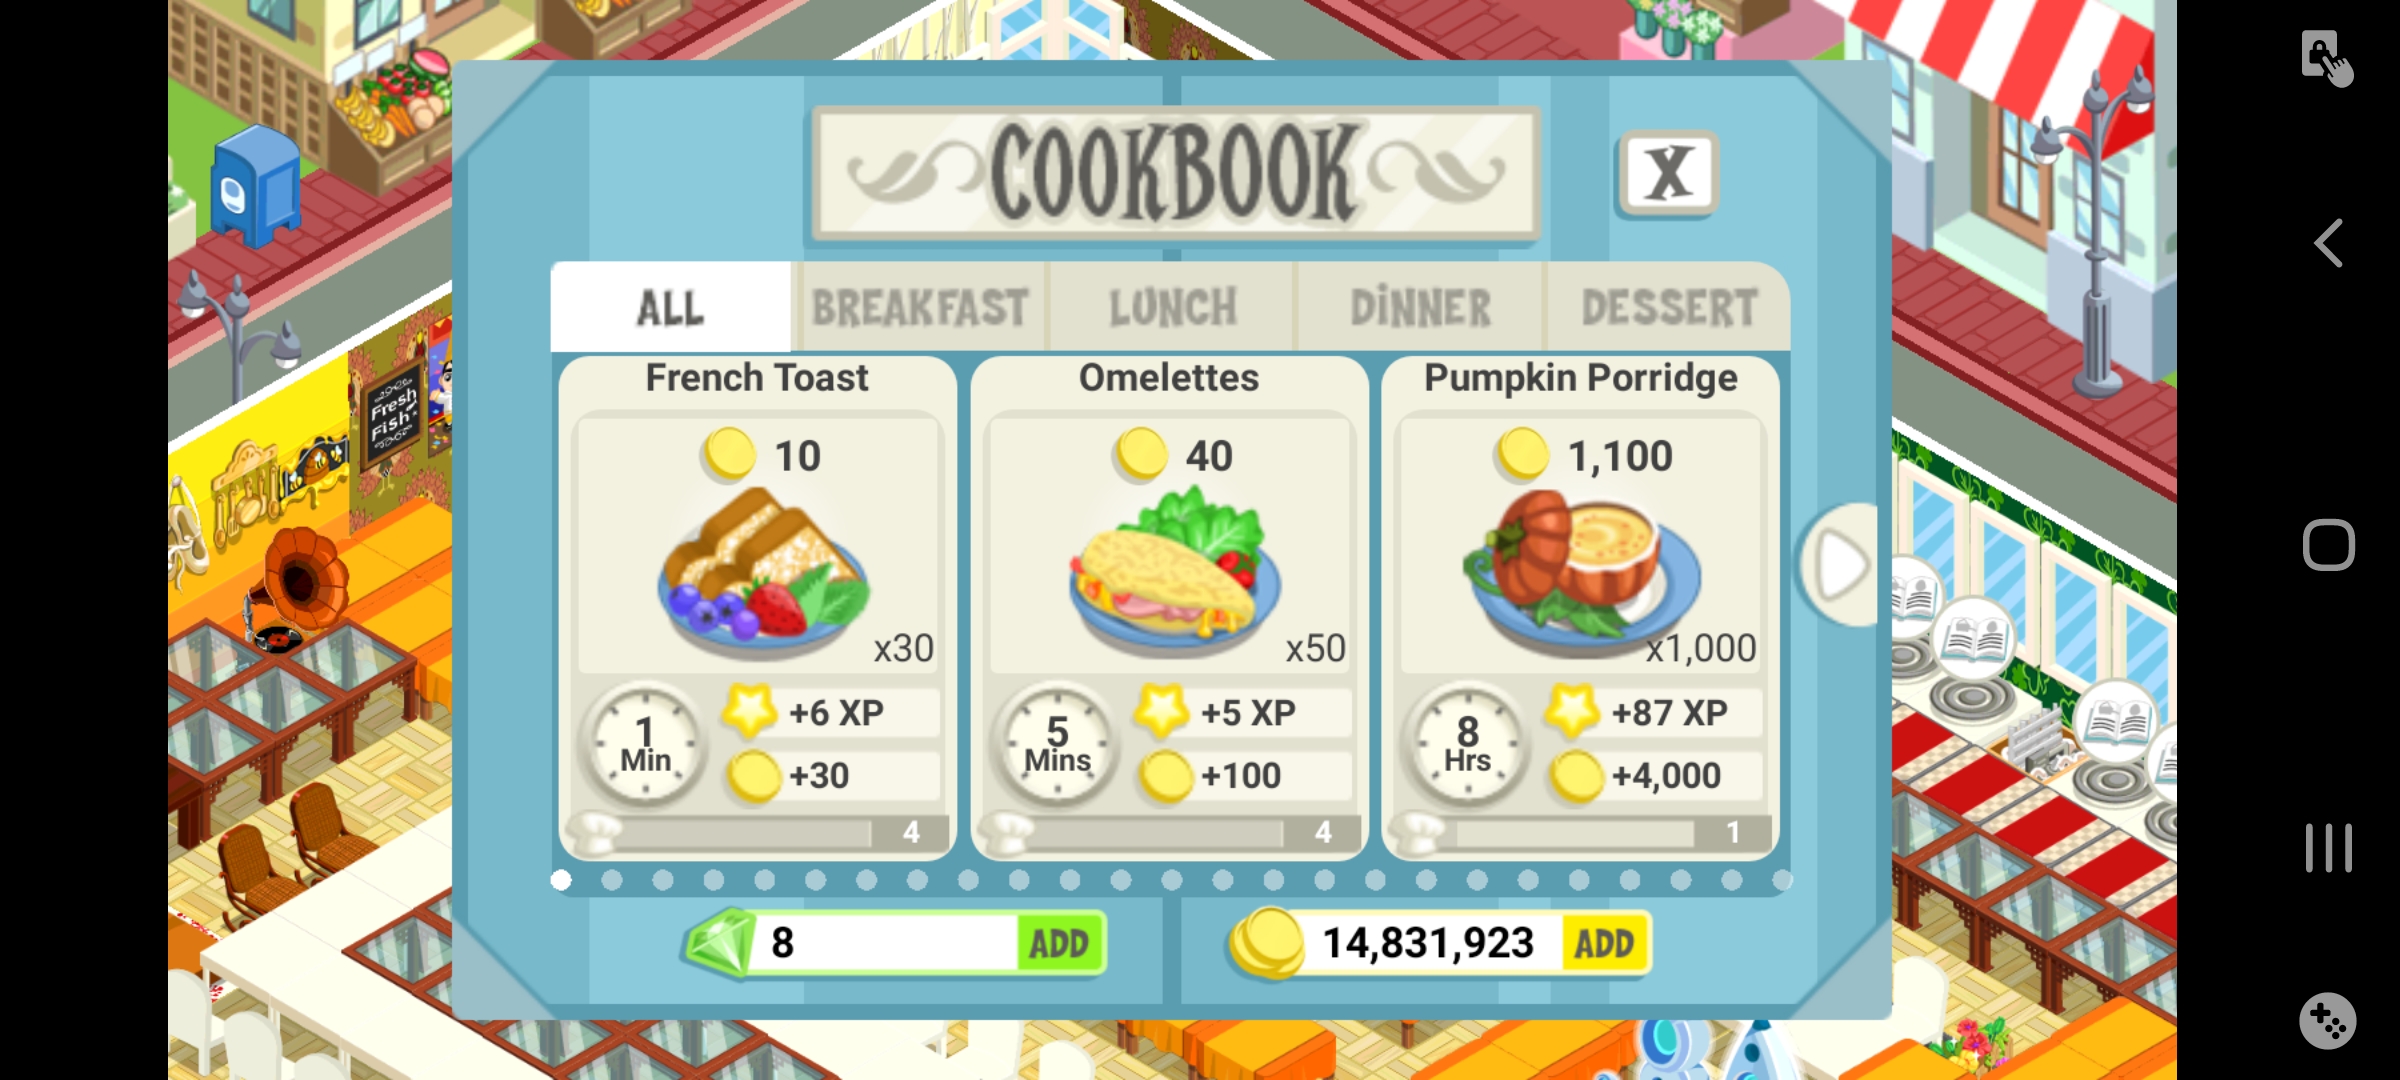 COOKBOOK
X
ALL BREAKFAST LUNCH DINNER DESSERT
French Toast
10
x30
1 Min
+6 XP
+30
4
Omelettes
40
x50
5 Mins
+5 XP
+100
4
Pumpkin Porridge
1,100
x1,000
8 Hrs
+87 XP
+4,000
1
8 ADD
14,831,923 ADD
Fresh
Fish